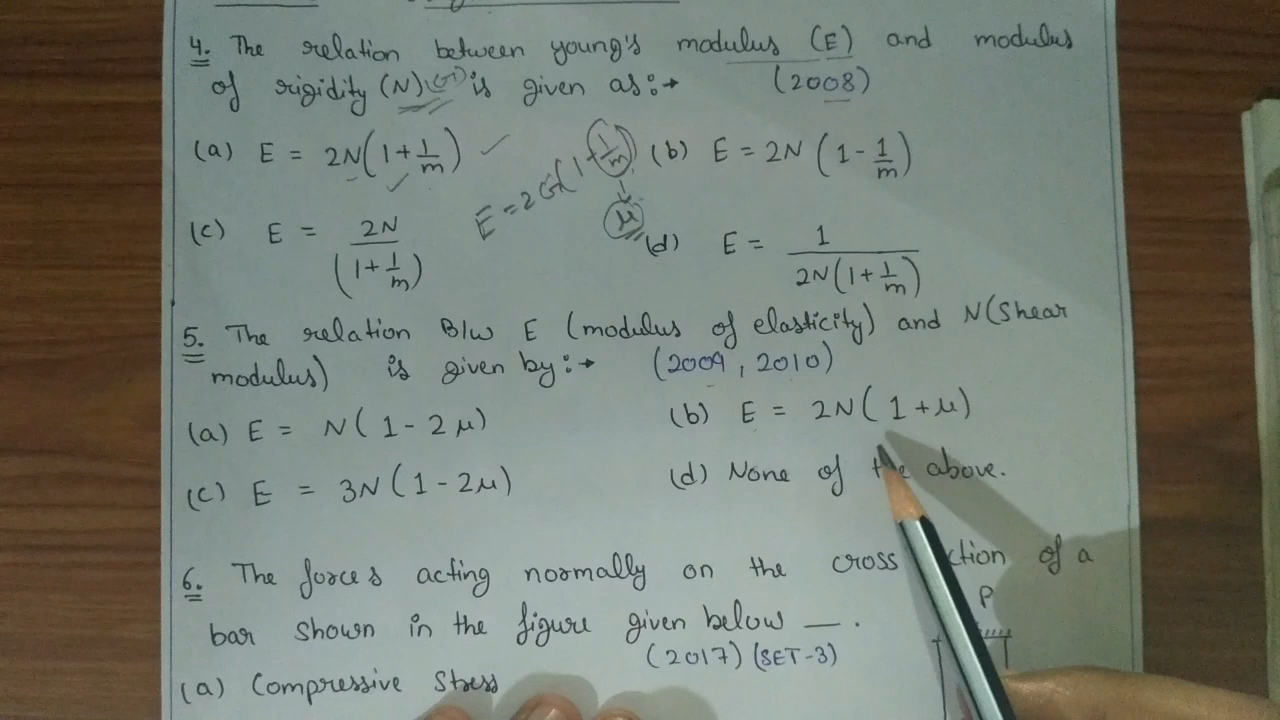 4. The relation between young's modulus (E) and modulus
of rigidity (N)(G) is given as:→ (2008)
(a) E = 2N(1+1/m) ✓ (b) E = 2N (1-1/m)
E = 2G(1+1/m)
↓
μ
(c) E = 2N/(1+1/m) (d) E = 1/2N(1+1/m)
5. The relation B/w E (modulus of elasticity) and N(Shear
modulus) is given by:→ (2009, 2010)
(a) E = N(1-2μ) (b) E = 2N(1+μ)
(c) E = 3N(1-2μ) (d) None of the above.
6. The forces acting normally on the cross ction of a
bar shown in the figure given below __.
P
(2017) (SET-3)
(a) Compressive Stress